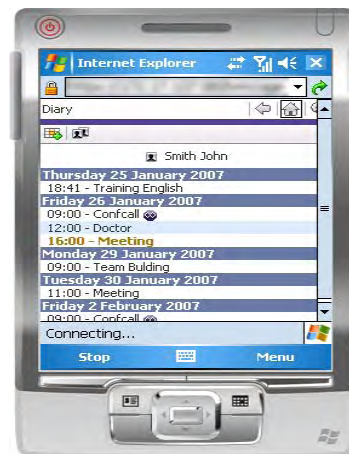 Internet Explorer
Diary
Smith John
Thursday 25 January 2007
18:41 - Training English
Friday 26 January 2007
09:00 - Confcall
12:00 - Doctor
16:00 - Meeting
Monday 29 January 2007
09:00 - Team Bulding
Tuesday 30 January 2007
11:00 - Meeting
Friday 2 February 2007
09:00 - Confcall
Connecting...
Stop Menu